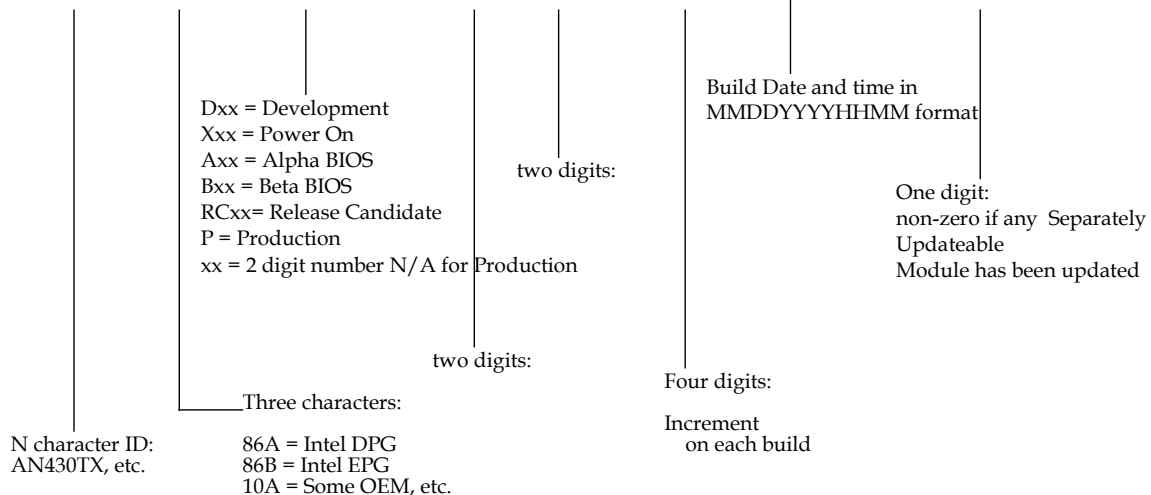 Build Date and time in
MMDDYYYYHHMM format
Dxx = Development
Xxx = Power On
Axx = Alpha BIOS
Bxx = Beta BIOS
RCxx= Release Candidate
P = Production
xx = 2 digit number N/A for Production
two digits:
One digit:
non-zero if any  Separately
Updateable
Module has been updated
two digits:
Four digits:
Increment
on each build
Three characters:
86A = Intel DPG
86B = Intel EPG
10A = Some OEM, etc.
N character ID:
AN430TX, etc.